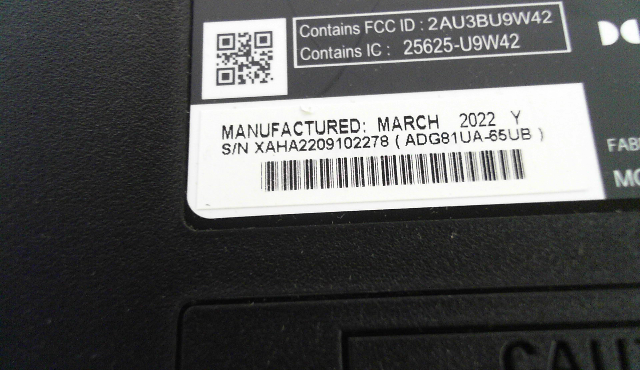 Contains FCC ID : 2AU3BU9W42
Contains IC : 25625-U9W42
MANUFACTURED: MARCH 2022 Y
S/N XAHA2209102278 ( ADG81UA-65UB )